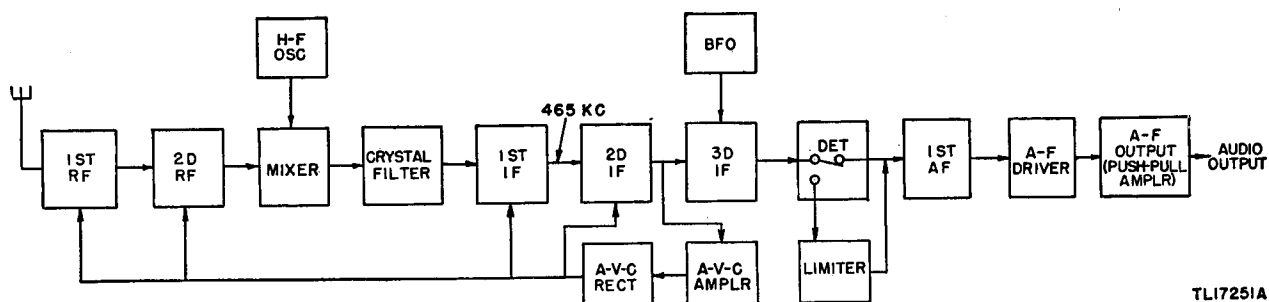 H-F
OSC
BFO
465 KC
1ST
RF
2D
RF
MIXER
CRYSTAL
FILTER
1ST
IF
2D
IF
3D
IF
DET
1ST
AF
A-F
DRIVER
A-F
OUTPUT
(PUSH-PULL
AMPLR)
AUDIO
OUTPUT
A-V-C
RECT
A-V-C
AMPLR
LIMITER
TL17251A